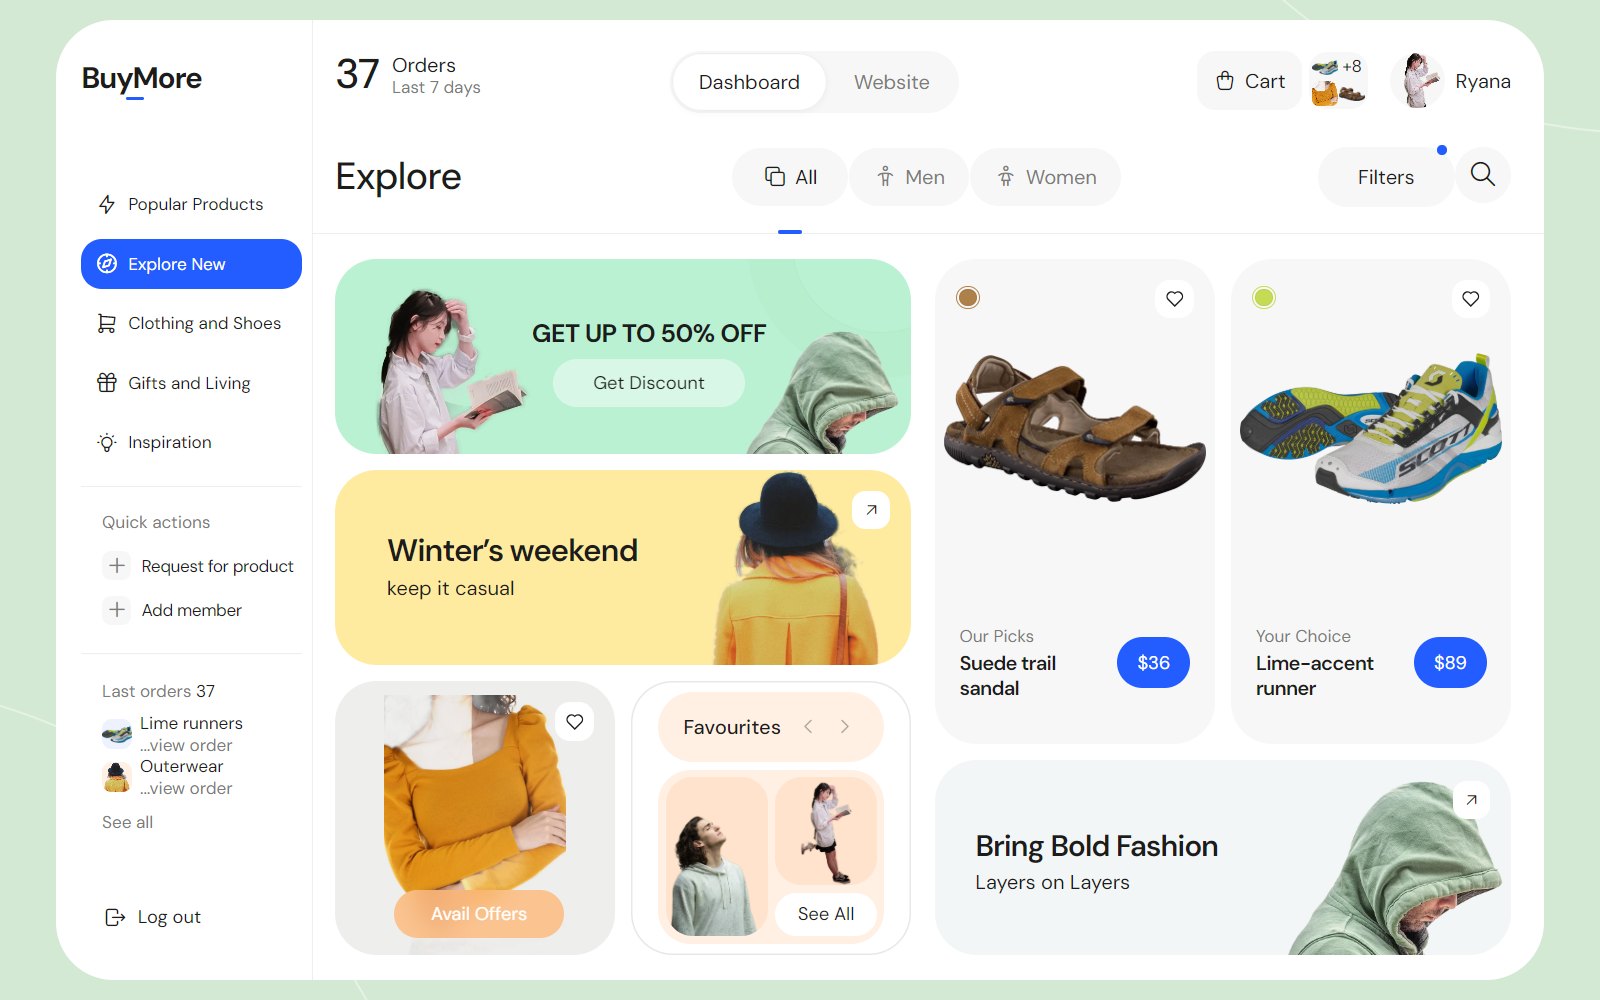 BuyMore
37
Orders
Last 7 days
Dashboard
Website
Cart
+8
Ryana
Explore
All
Men
Women
Filters
Popular Products
Explore New
Clothing and Shoes
Gifts and Living
Inspiration
Quick actions
Request for product
Add member
Last orders 37
Lime runners
...view order
Outerwear
...view order
See all
Log out
GET UP TO 50% OFF
Get Discount
Winter's weekend
keep it casual
Avail Offers
Favourites
See All
Our Picks
Suede trail
sandal
$36
Your Choice
Lime-accent
runner
$89
SCOTT
Bring Bold Fashion
Layers on Layers